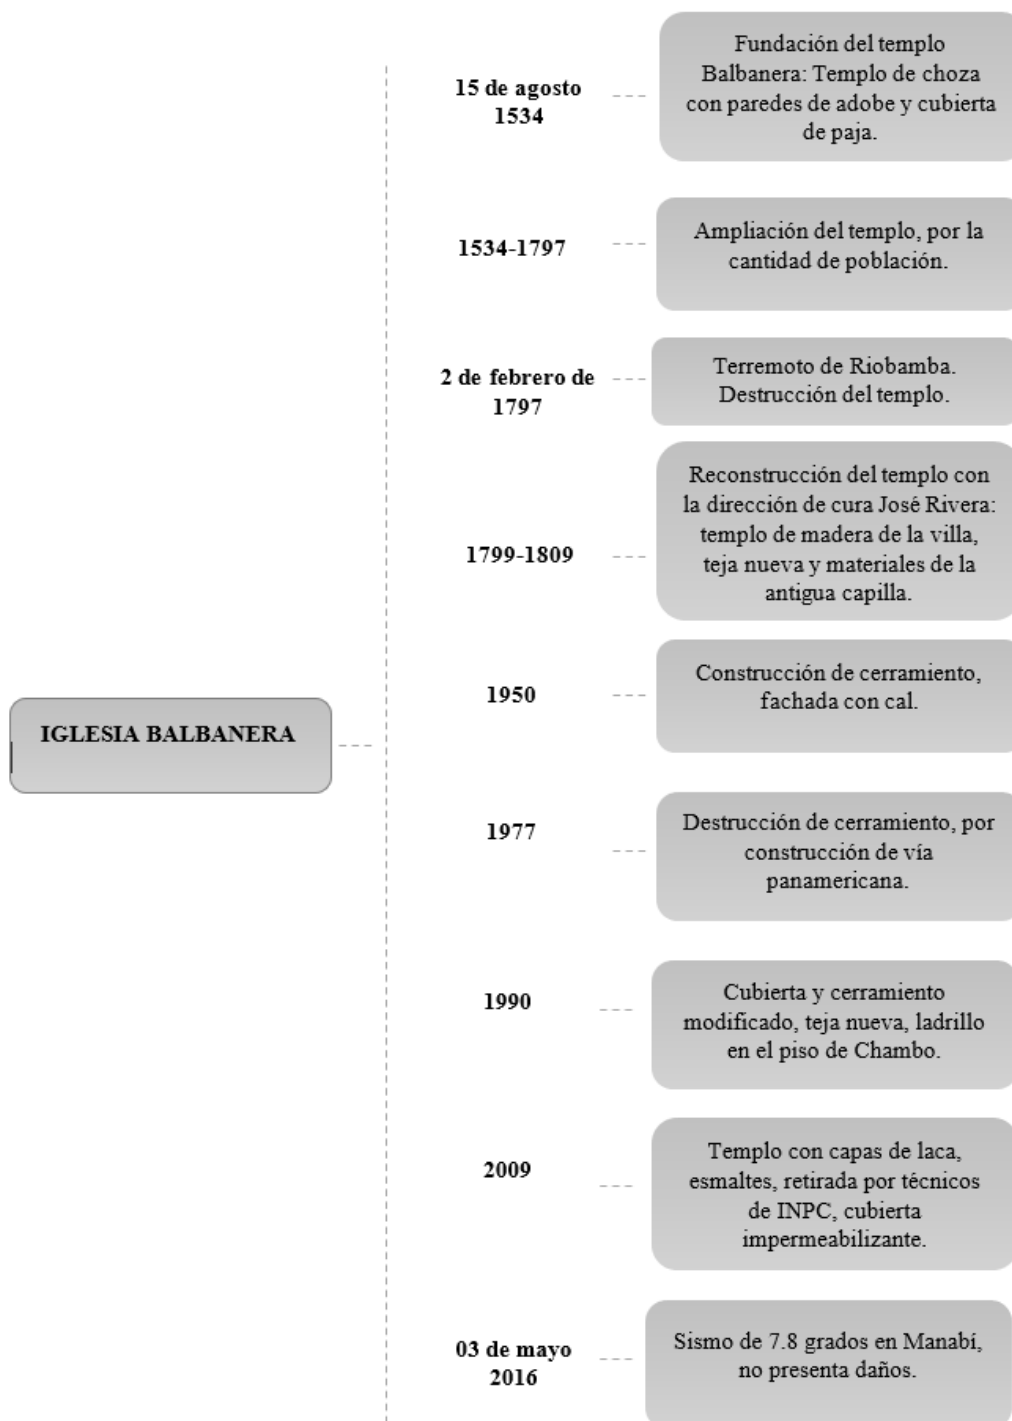 IGLESIA BALBANERA
15 de agosto
1534
Fundación del templo
Balbanera: Templo de choza
con paredes de adobe y cubierta
de paja.
1534-1797
Ampliación del templo, por la
cantidad de población.
2 de febrero de
1797
Terremoto de Riobamba.
Destrucción del templo.
1799-1809
Reconstrucción del templo con
la dirección de cura José Rivera:
templo de madera de la villa,
teja nueva y materiales de la
antigua capilla.
1950
Construcción de cerramiento,
fachada con cal.
1977
Destrucción de cerramiento, por
construcción de vía
panamericana.
1990
Cubierta y cerramiento
modificado, teja nueva, ladrillo
en el piso de Chambo.
2009
Templo con capas de laca,
esmaltes, retirada por técnicos
de INPC, cubierta
impermeabilizante.
03 de mayo
2016
Sismo de 7.8 grados en Manabí,
no presenta daños.